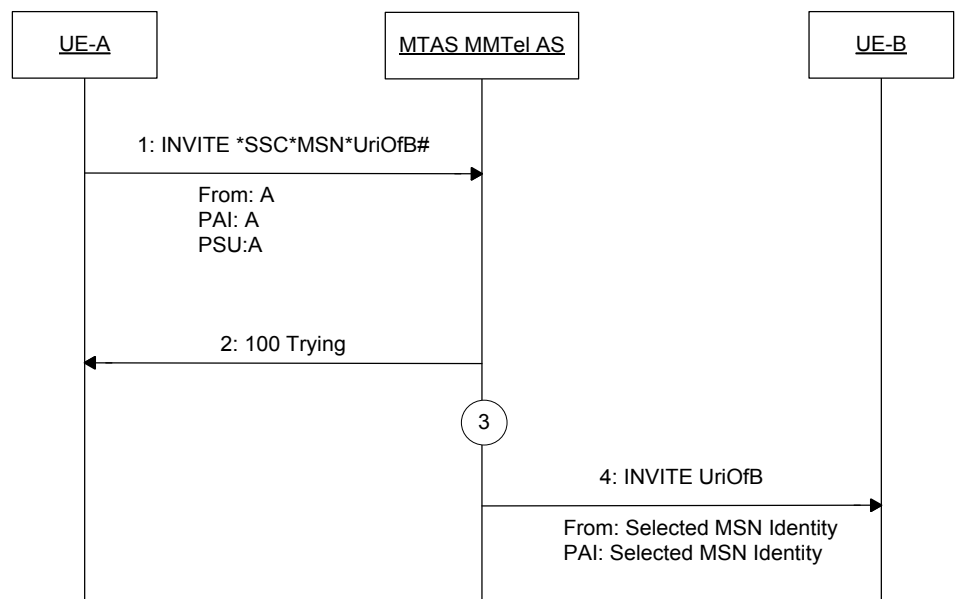 UE-A
MTAS MMTel AS
UE-B
1: INVITE *SSC*MSN*UriOfB#
From: A
PAI: A
PSU:A
2: 100 Trying
3
4: INVITE UriOfB
From: Selected MSN Identity
PAI: Selected MSN Identity